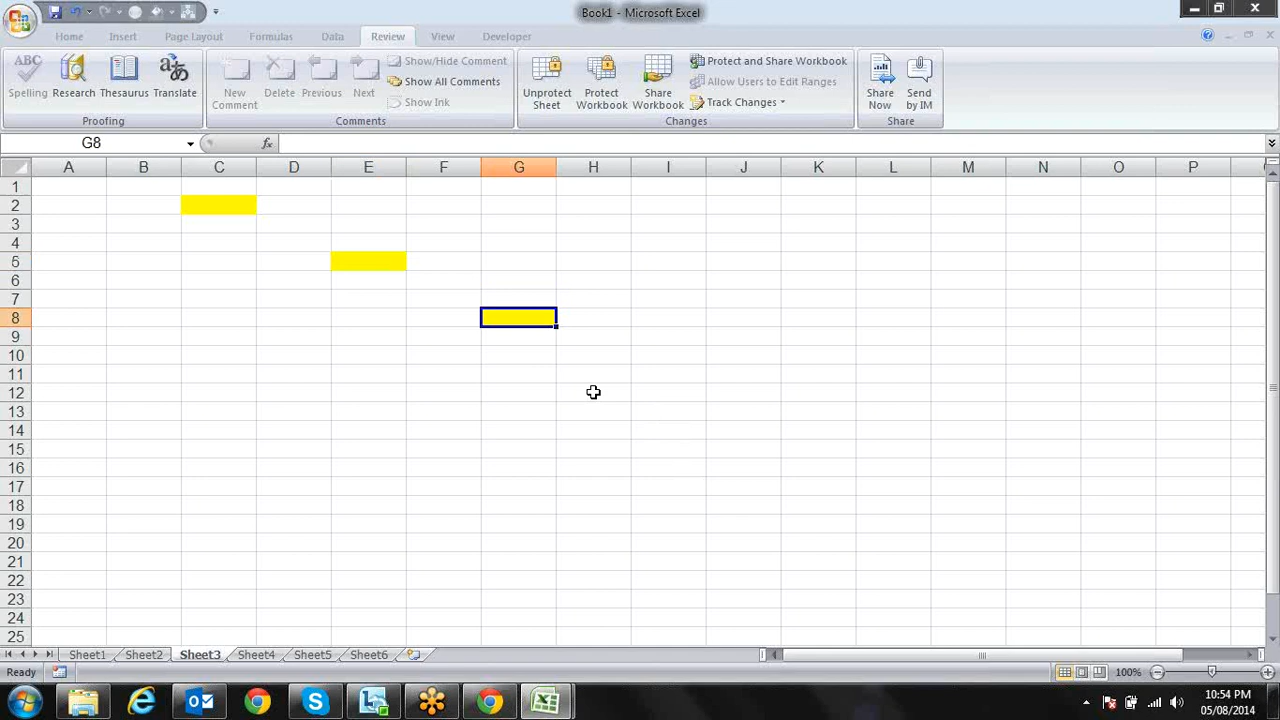 Book1 - Microsoft Excel
Home Insert Page Layout Formulas Data Review View Developer
ABC
Spelling
Research
Thesaurus
Translate
Proofing
New Comment
Delete
Previous
Next
Show/Hide Comment
Show All Comments
Show Ink
Comments
Unprotect Sheet
Protect Workbook
Share Workbook
Protect and Share Workbook
Allow Users to Edit Ranges
Track Changes
Changes
Share Now
Send by IM
Share
G8
fx
A B C D E F G H I J K L M N O P
1
2
3
4
5
6
7
8
9
10
11
12
13
14
15
16
17
18
19
20
21
22
23
24
25
Sheet1 Sheet2 Sheet3 Sheet4 Sheet5 Sheet6
Ready
100%
10:54 PM
05/08/2014